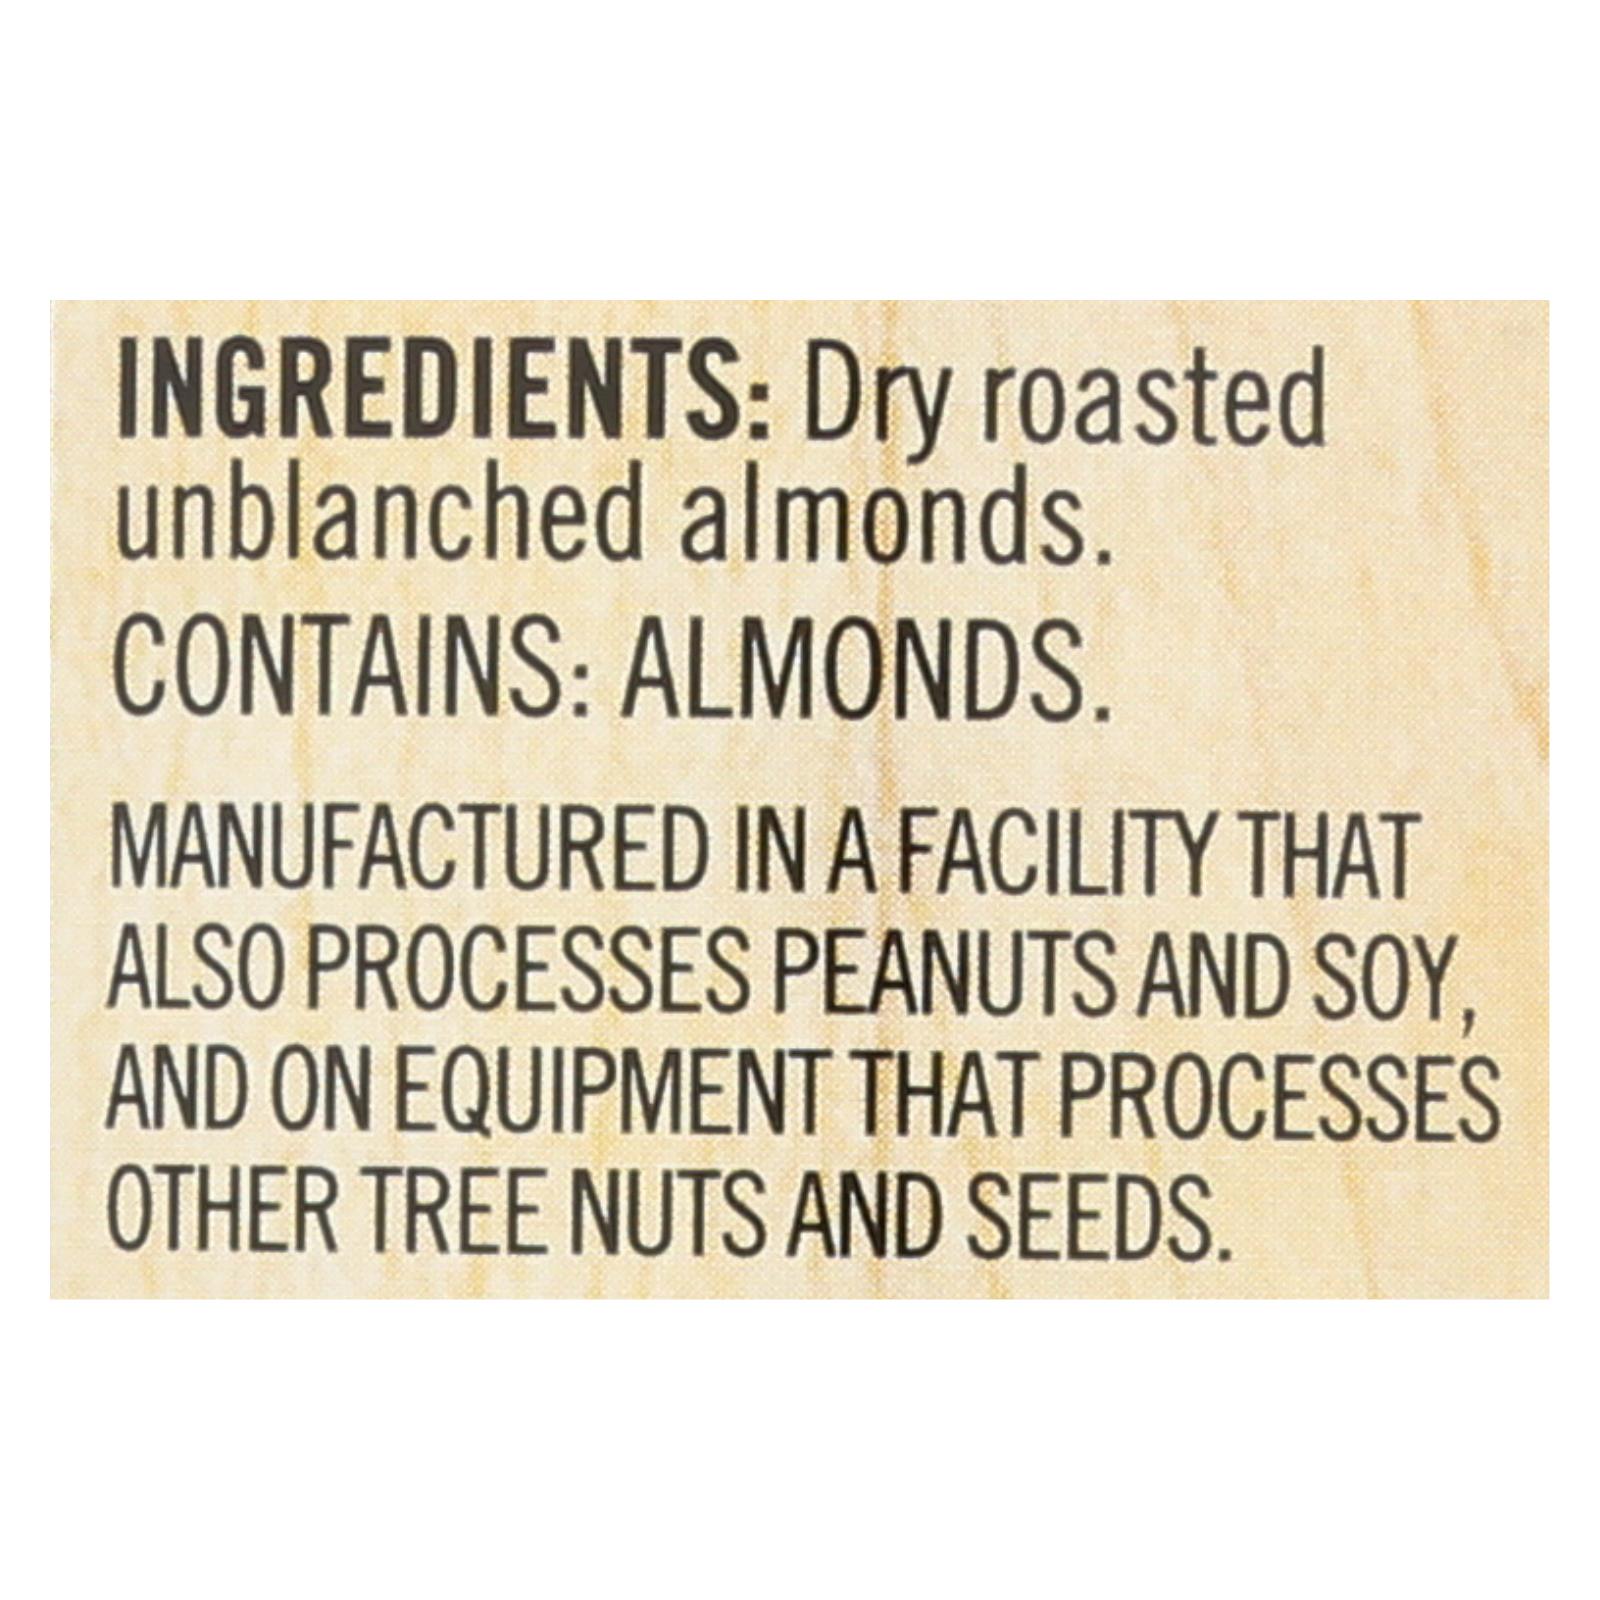 INGREDIENTS: Dry roasted
unblanched almonds.
CONTAINS: ALMONDS.
MANUFACTURED IN A FACILITY THAT
ALSO PROCESSES PEANUTS AND SOY,
AND ON EQUIPMENT THAT PROCESSES
OTHER TREE NUTS AND SEEDS.